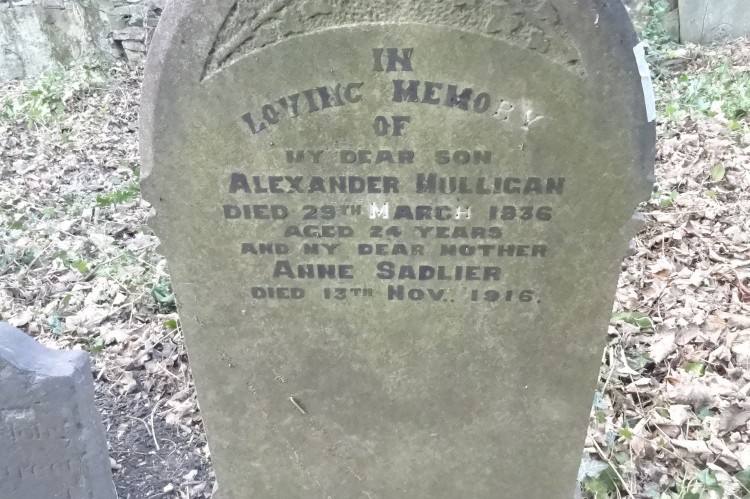 IN
LOVING MEMORY
OF
MY DEAR SON
ALEXANDER MULLIGAN
DIED 29TH MARCH 1936
AGED 24 YEARS
AND MY DEAR MOTHER
ANNE SADLIER
DIED 13TH NOV. 1916.